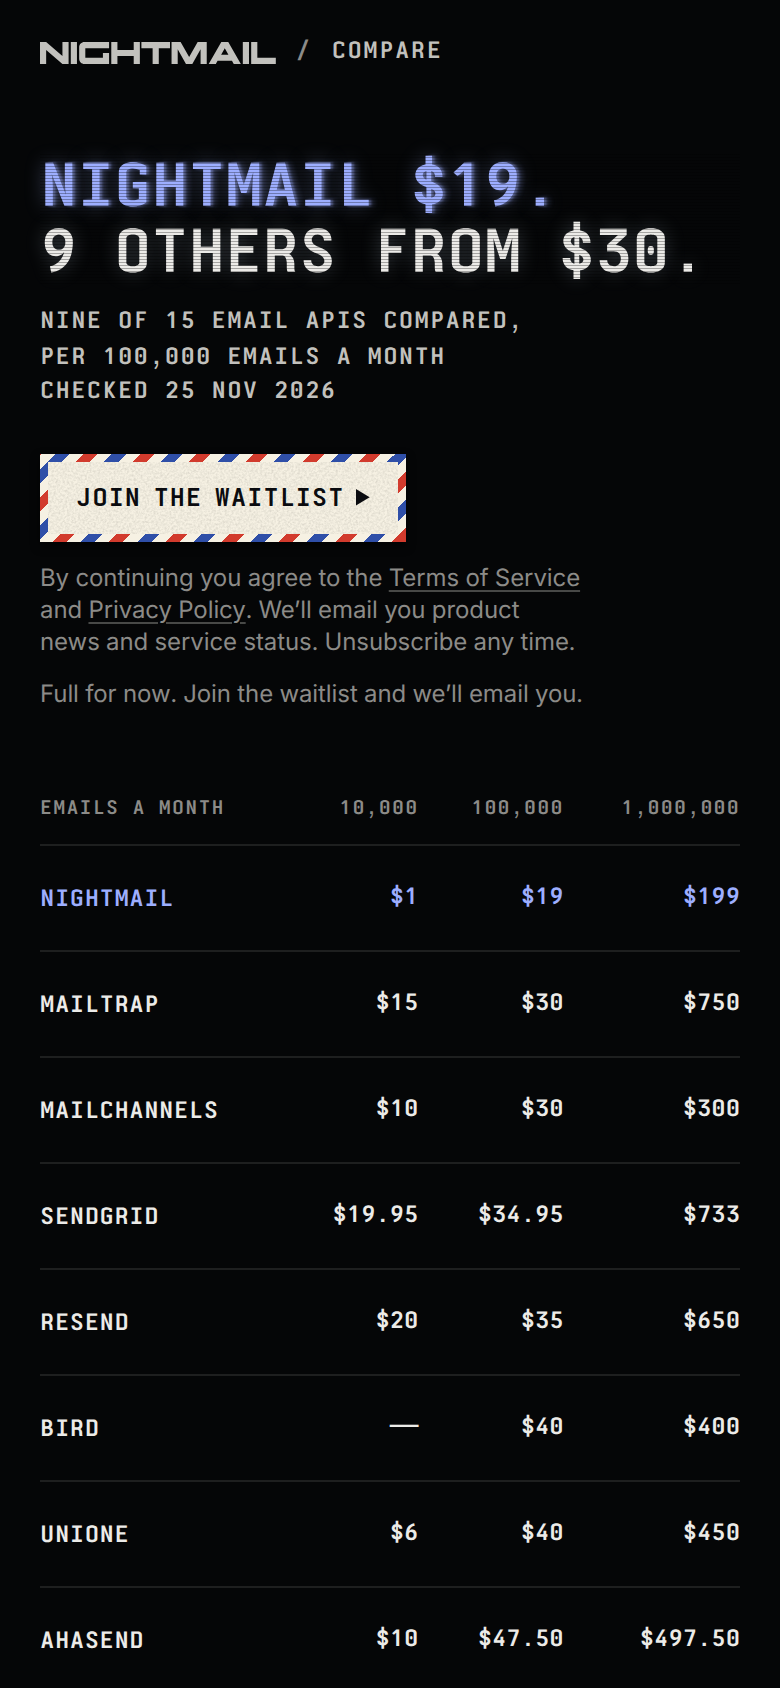 NIGHTMAIL / COMPARE
NIGHTMAIL $19.
9 OTHERS FROM $30.
NINE OF 15 EMAIL APIS COMPARED,
PER 100,000 EMAILS A MONTH
CHECKED 25 NOV 2026
JOIN THE WAITLIST ▶
By continuing you agree to the Terms of Service
and Privacy Policy. We’ll email you product
news and service status. Unsubscribe any time.
Full for now. Join the waitlist and we’ll email you.
EMAILS A MONTH 10,000 100,000 1,000,000
NIGHTMAIL $1 $19 $199
MAILTRAP $15 $30 $750
MAILCHANNELS $10 $30 $300
SENDGRID $19.95 $34.95 $733
RESEND $20 $35 $650
BIRD — $40 $400
UNIONE $6 $40 $450
AHASEND $10 $47.50 $497.50